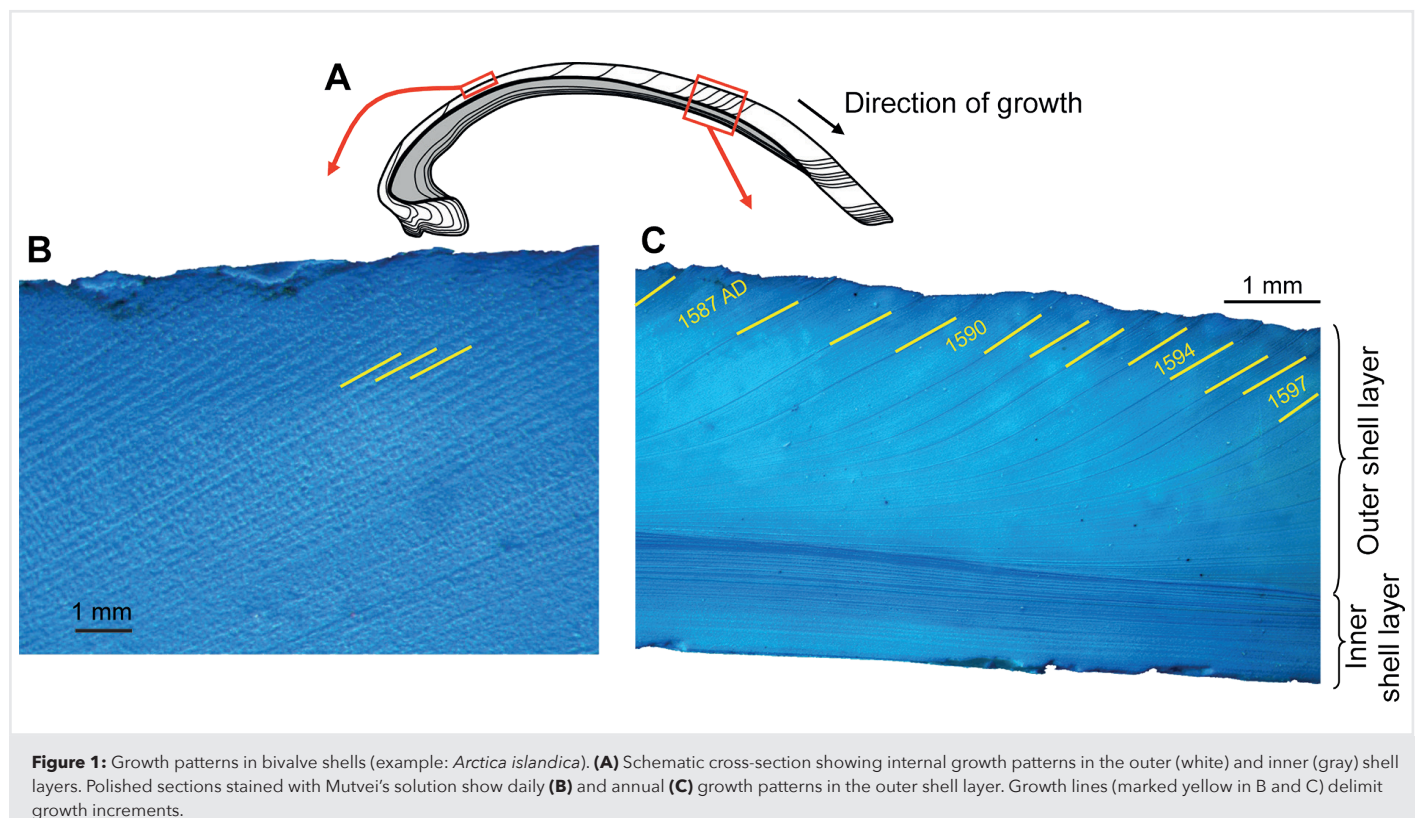 A
Direction of growth
B
1 mm
C
1 mm
1587 AD
1590
1594
1597
Outer shell layer
Inner
shell layer
Figure 1: Growth patterns in bivalve shells (example: Arctica islandica). (A) Schematic cross-section showing internal growth patterns in the outer (white) and inner (gray) shell
layers. Polished sections stained with Mutvei's solution show daily (B) and annual (C) growth patterns in the outer shell layer. Growth lines (marked yellow in B and C) delimit
growth increments.